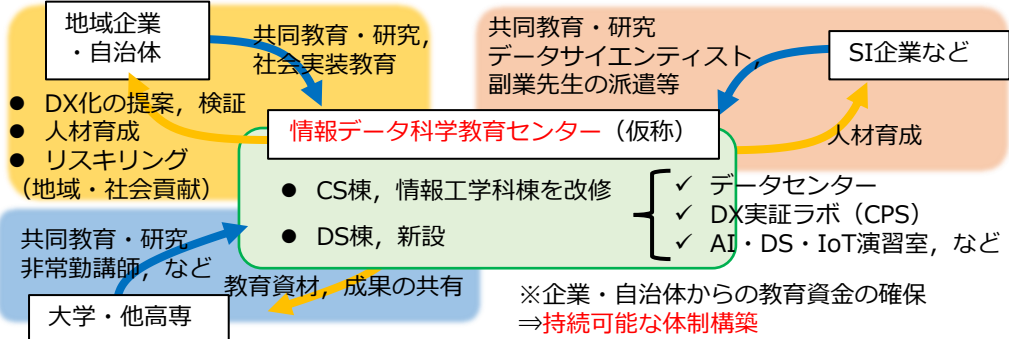 地域企業
・自治体
共同教育・研究,
社会実装教育
共同教育・研究
データサイエンティスト,
副業先生の派遣等
SI企業など
● DX化の提案，検証
● 人材育成
● リスキリング
（地域・社会貢献）
情報データ科学教育センター（仮称）
人材育成
● CS棟，情報工学科棟を改修
● DS棟，新設
✓ データセンター
✓ DX実証ラボ（CPS）
✓ AI・DS・IoT演習室，など
共同教育・研究
非常勤講師，など
教育資材，成果の共有
大学・他高専
※企業・自治体からの教育資金の確保
⇒持続可能な体制構築